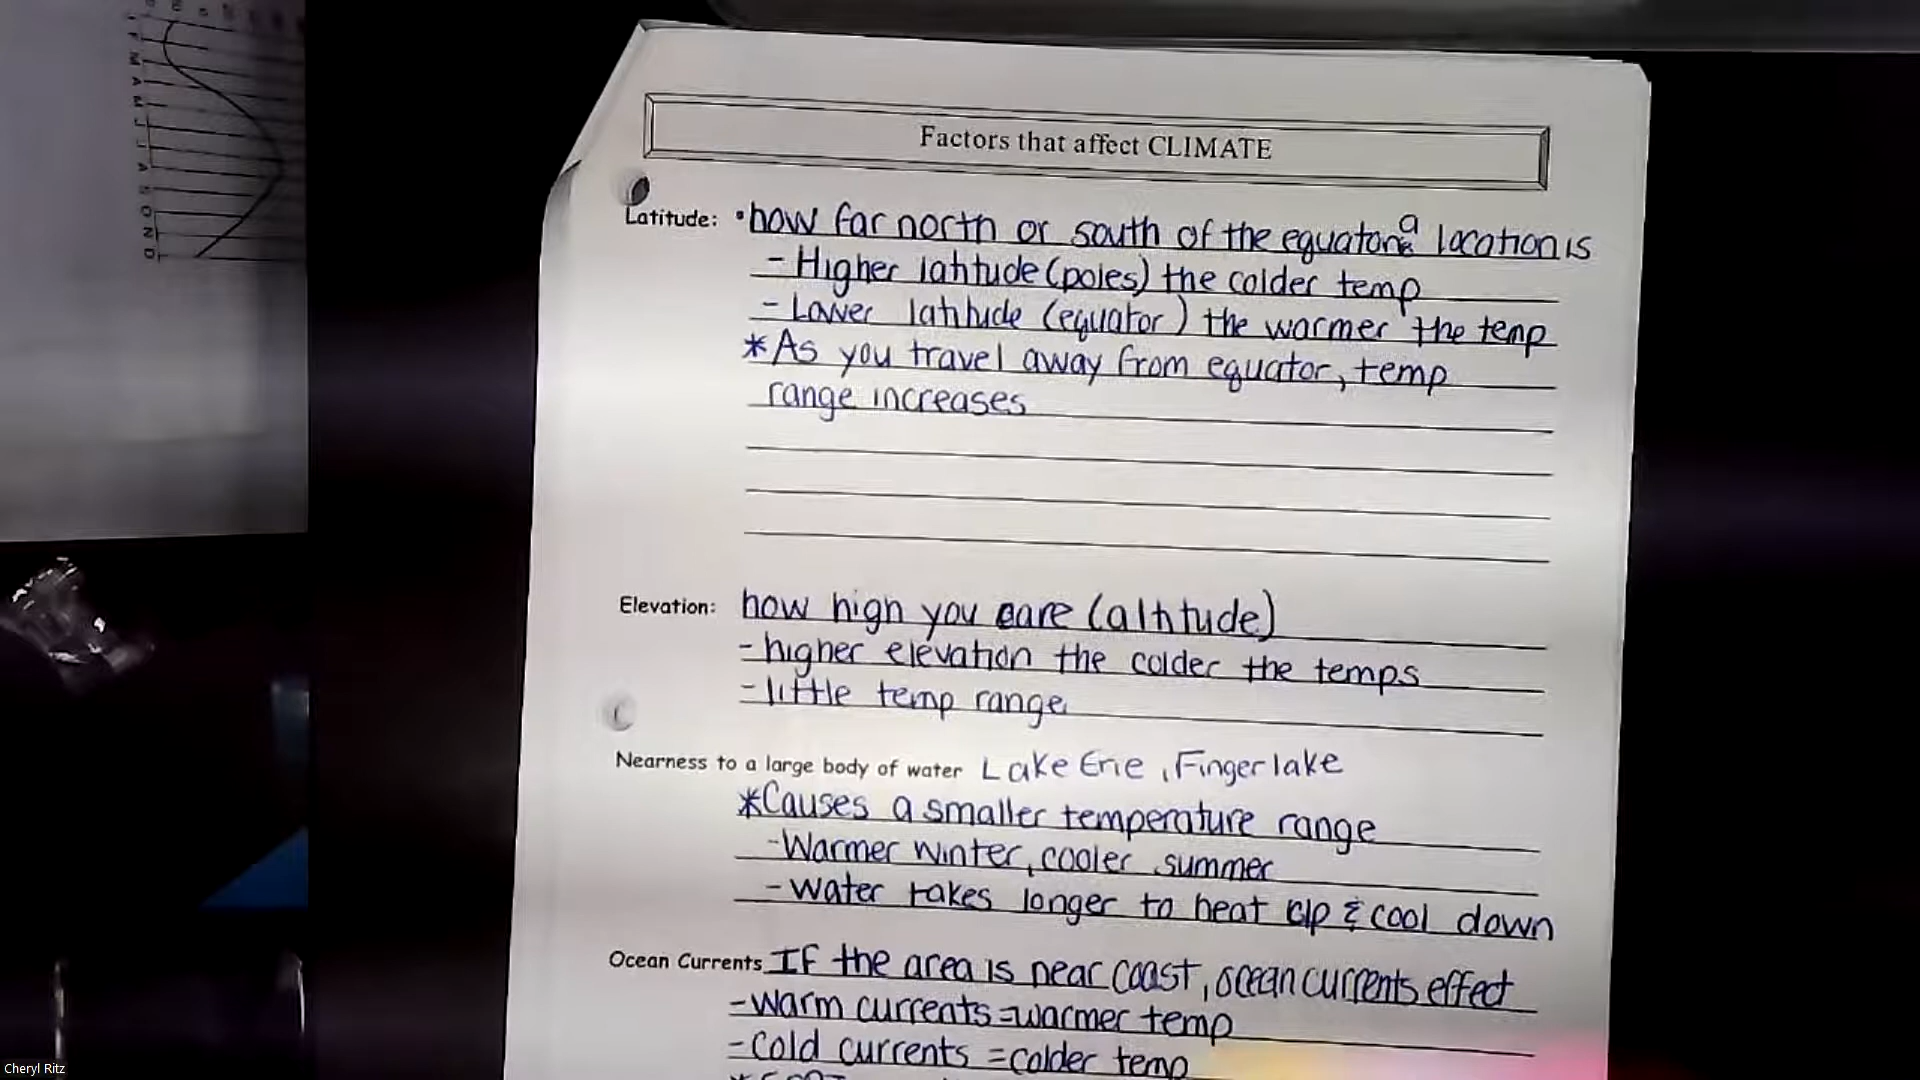 J F M A M J J A S O N D
Factors that affect CLIMATE
Latitude: •how far north or south of the equator a location is
- Higher latitude (poles) the colder temp
- Lower latitude (equator) the warmer the temp
*As you travel away from equator, temp
range increases
Elevation: how high you are (altitude)
- higher elevation the colder the temps
- little temp range
Nearness to a large body of water Lake Erie, Finger lake
*Causes a smaller temperature range
- Warmer winter, cooler summer
- water takes longer to heat up & cool down
Ocean Currents If the area is near coast, ocean currents effect
- warm currents = warmer temp
- cold currents = colder temp
Cheryl Ritz